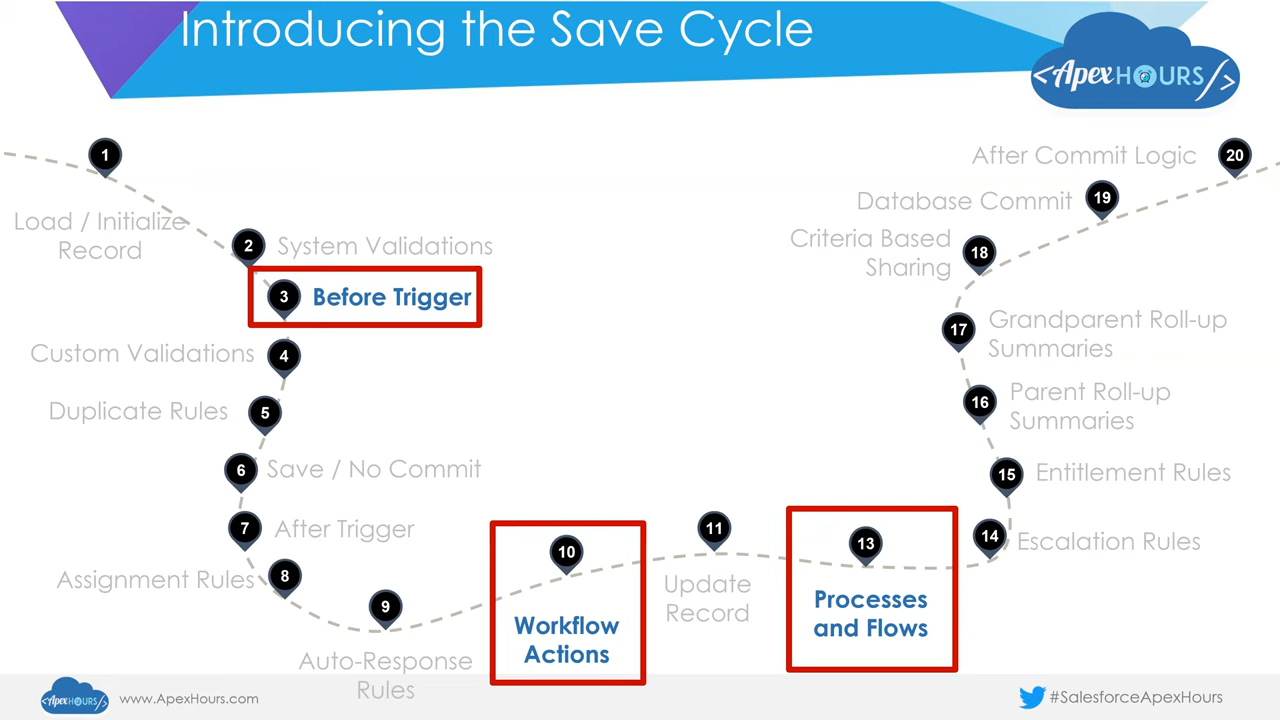 Introducing the Save Cycle
<ApexHOURS/>
1
Load / Initialize
Record
2
System Validations
3
Before Trigger
Custom Validations
4
Duplicate Rules
5
6
Save / No Commit
7
After Trigger
Assignment Rules
8
9
Auto-Response
Rules
10
Workflow
Actions
11
Update
Record
13
Processes
and Flows
14
Escalation Rules
15
Entitlement Rules
16
Parent Roll-up
Summaries
17
Grandparent Roll-up
Summaries
Criteria Based
Sharing
18
Database Commit
19
After Commit Logic
20
<ApexHOURS/>
www.ApexHours.com
#SalesforceApexHours